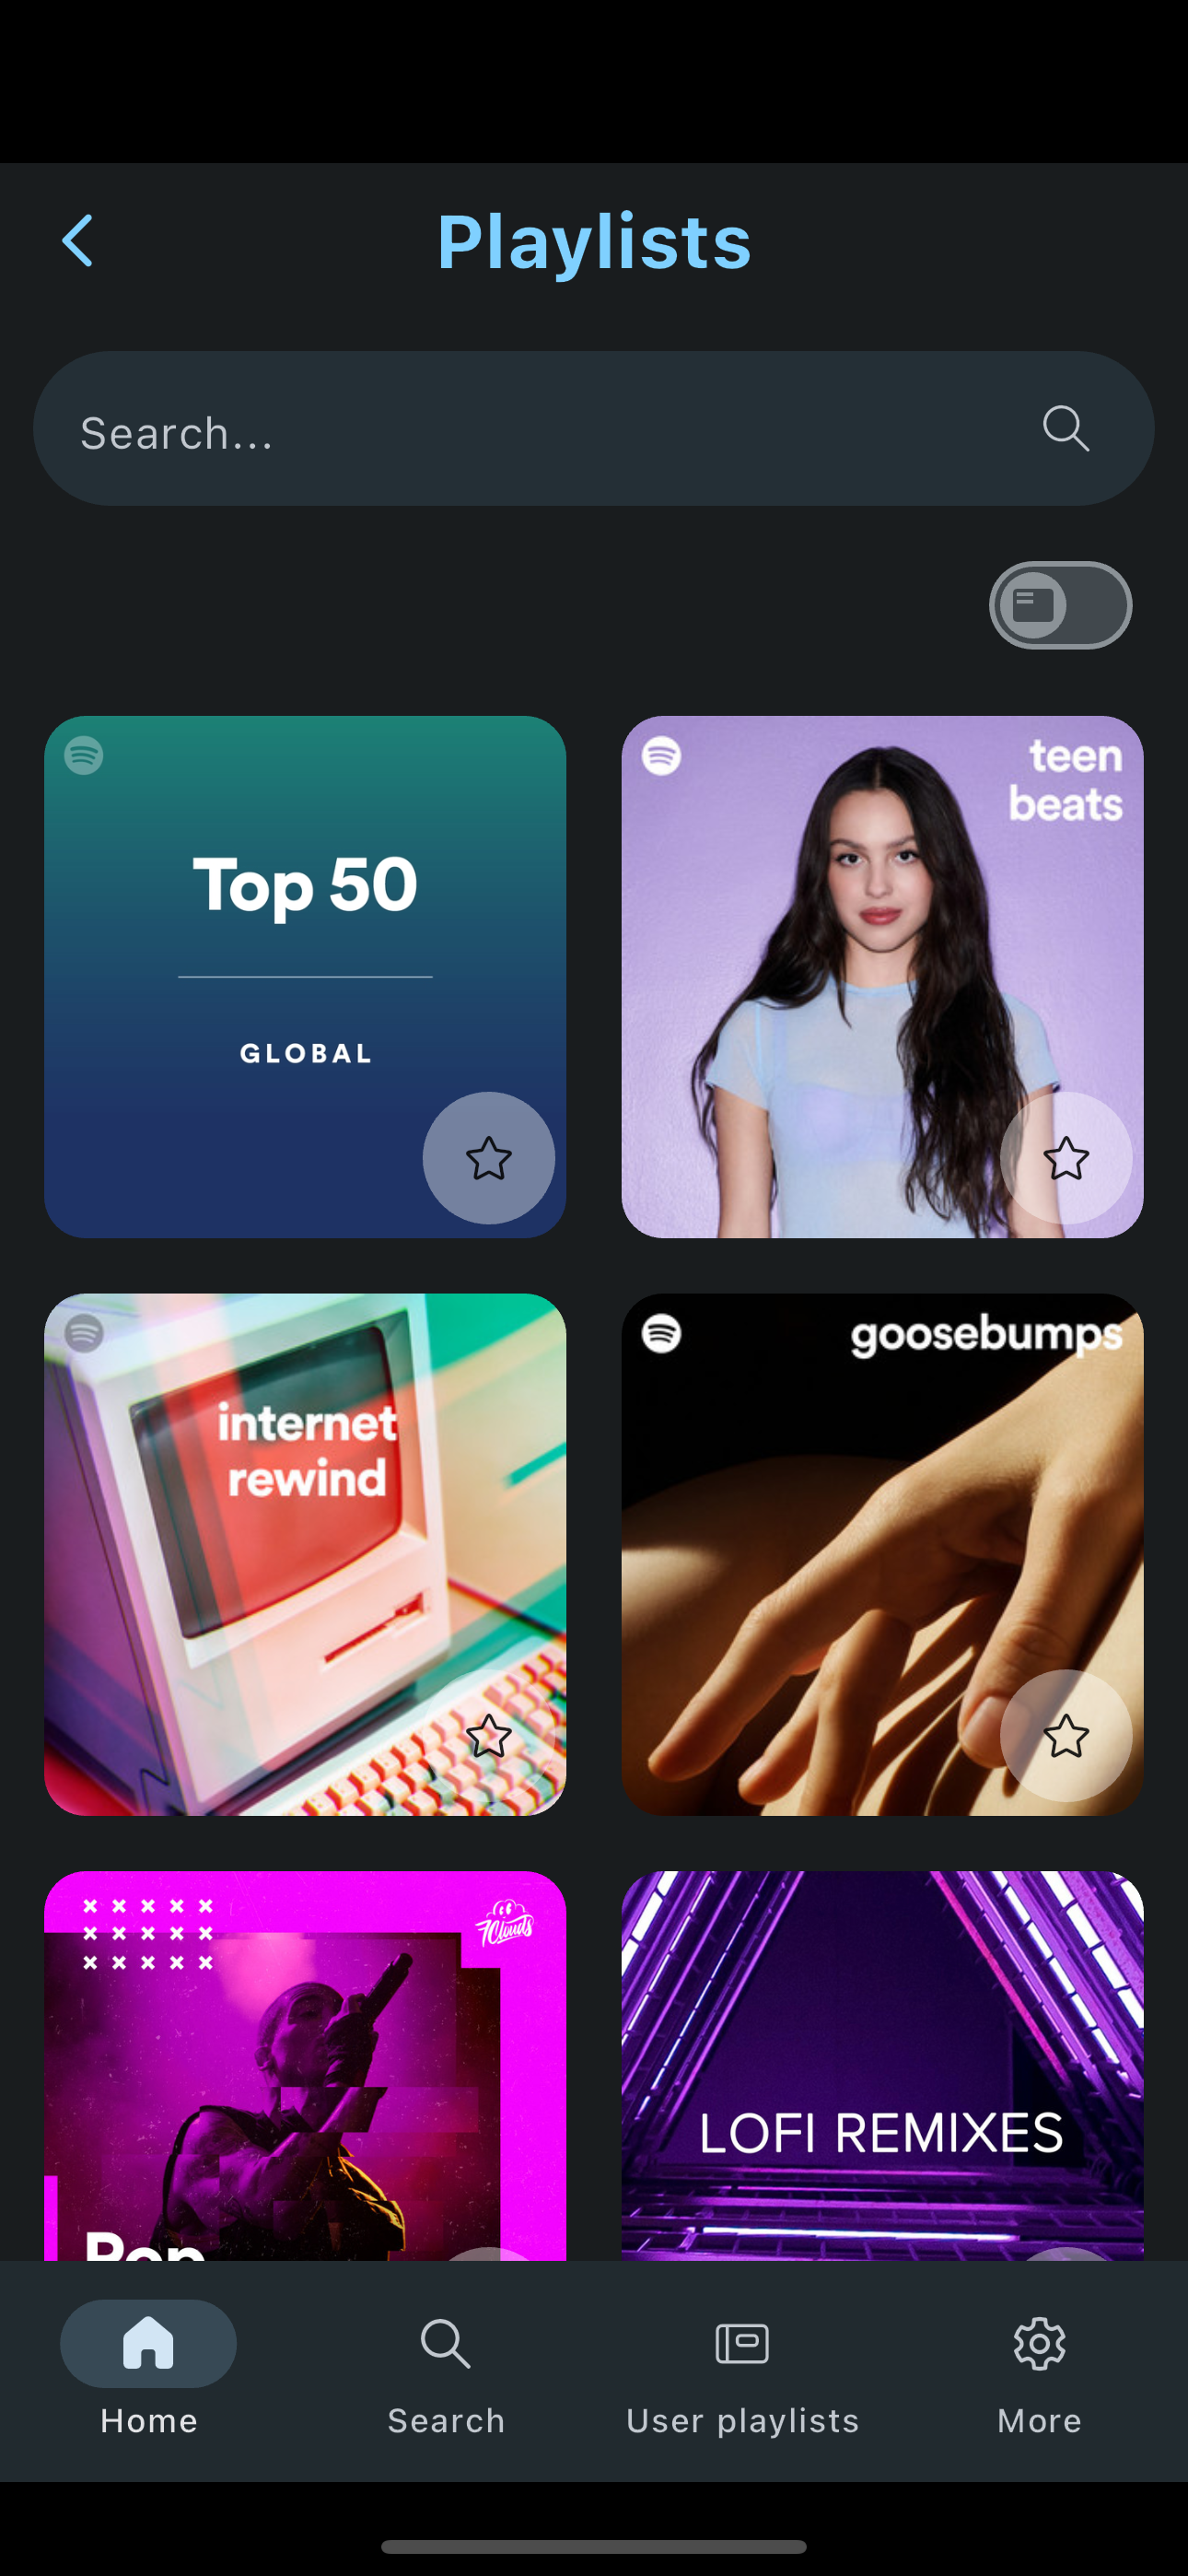 Playlists
Search...
Top 50
GLOBAL
teen
beats
internet
rewind
goosebumps
7Clouds
Pop
LOFI REMIXES
Home
Search
User playlists
More